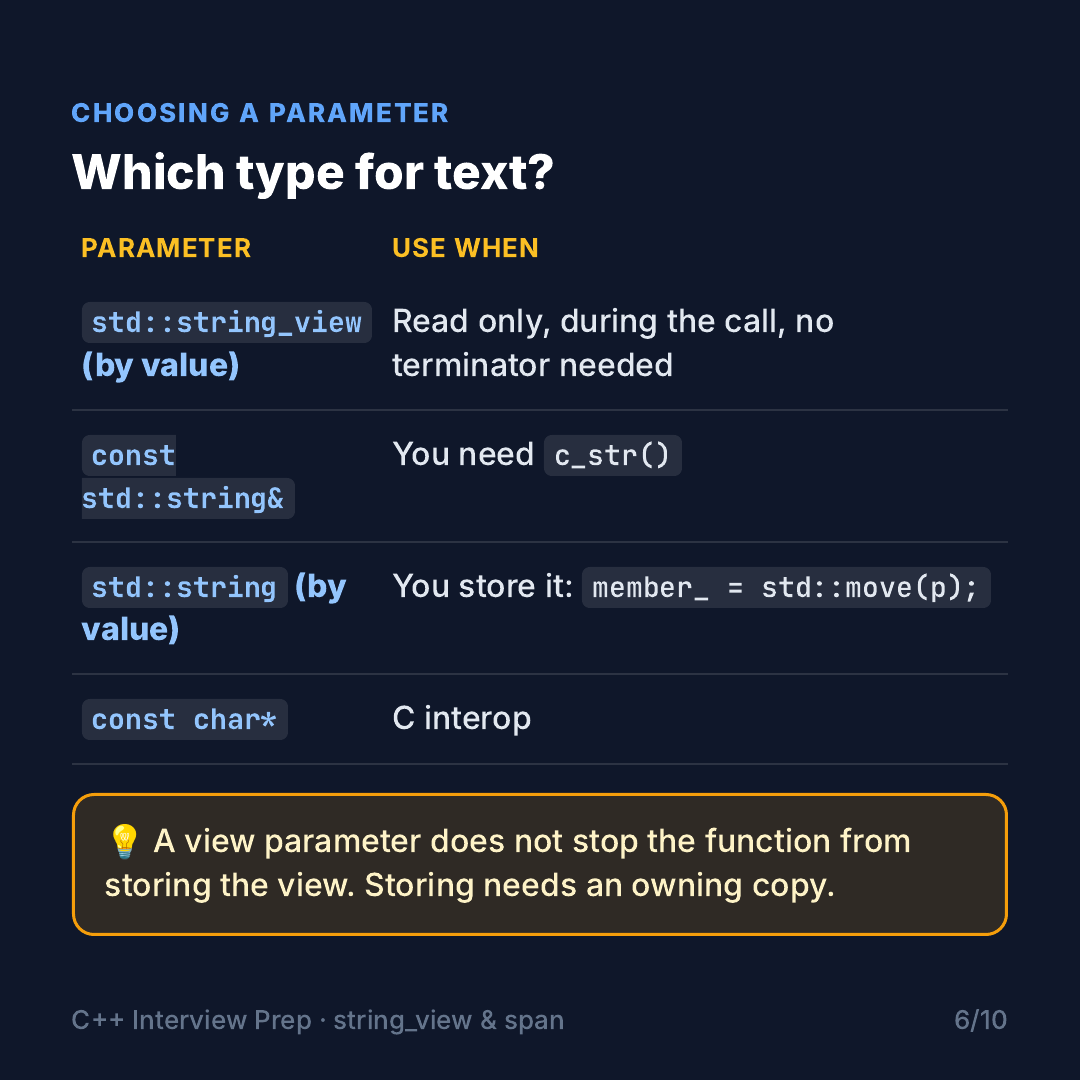 CHOOSING A PARAMETER
Which type for text?
PARAMETER USE WHEN
std::string_view Read only, during the call, no
(by value) terminator needed
const You need c_str()
std::string&
std::string (by You store it: member_ = std::move(p);
value)
const char* C interop
💡 A view parameter does not stop the function from
storing the view. Storing needs an owning copy.
C++ Interview Prep · string_view & span 6/10